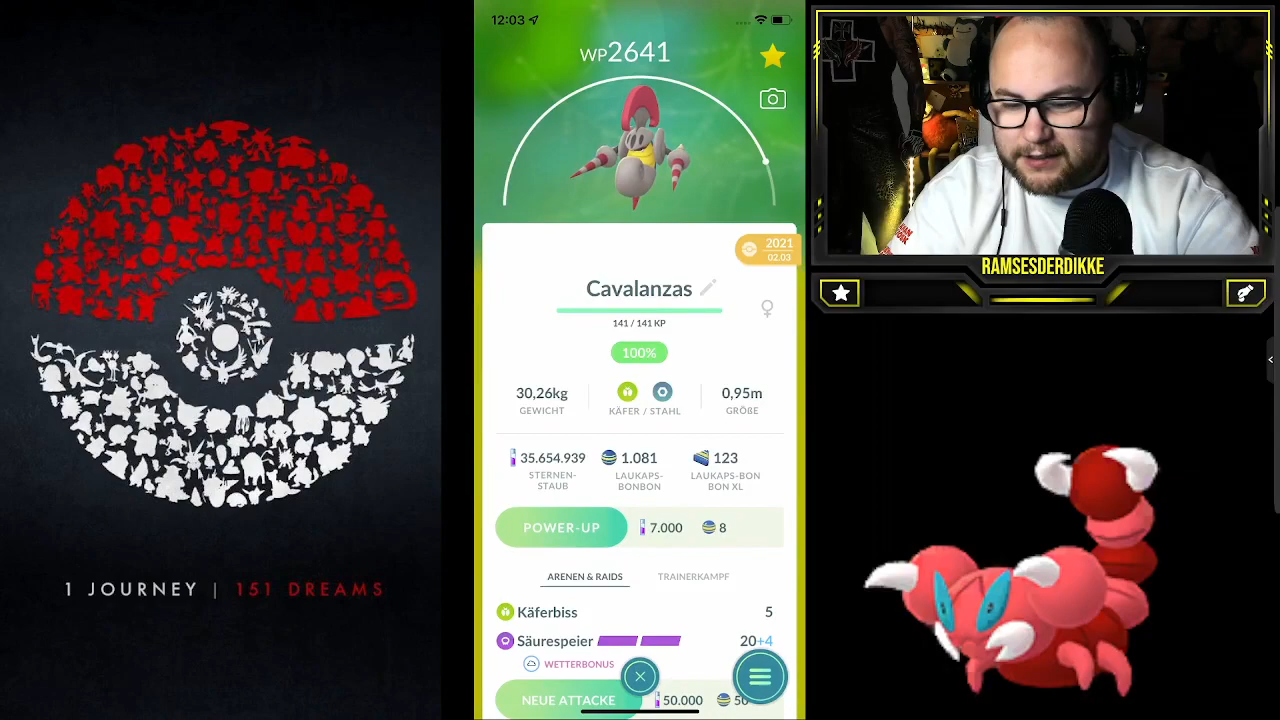 12:03
WP2641
2021
02.03
Cavalanzas
141 / 141 KP
100%
30,26kg
GEWICHT
KÄFER / STAHL
0,95m
GRÖßE
35.654.939
STERNEN-
STAUB
1.081
LAUKAPS-
BONBON
123
LAUKAPS-BON
BON XL
POWER-UP
7.000
8
ARENEN & RAIDS
TRAINERKAMPF
Käferbiss
5
Säurespeier
20+4
WETTERBONUS
NEUE ATTACKE
50.000
50
1 JOURNEY | 151 DREAMS
RAMSESDERDIKKE